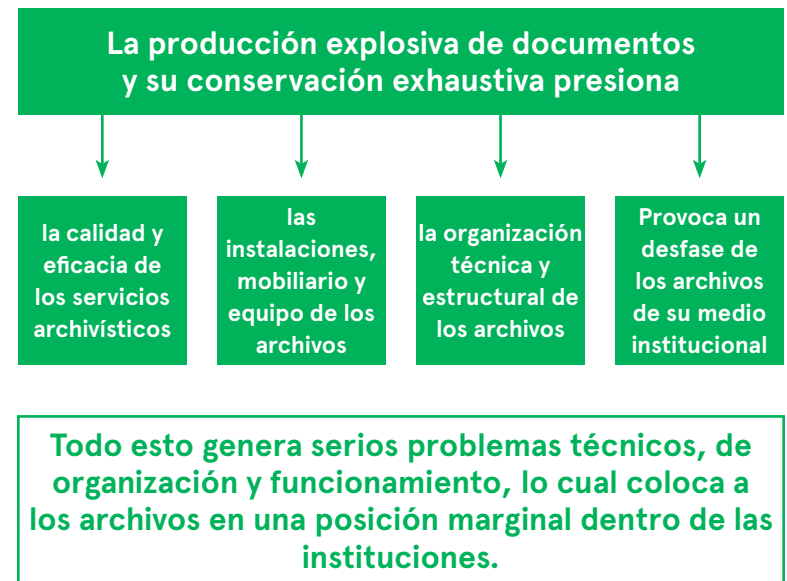 La producción explosiva de documentos
y su conservación exhaustiva presiona
la calidad y
eficacia de
los servicios
archivísticos
las
instalaciones,
mobiliario y
equipo de los
archivos
la organización
técnica y
estructural de
los archivos
Provoca un
desfase de
los archivos
de su medio
institucional
Todo esto genera serios problemas técnicos, de
organización y funcionamiento, lo cual coloca a
los archivos en una posición marginal dentro de las
instituciones.